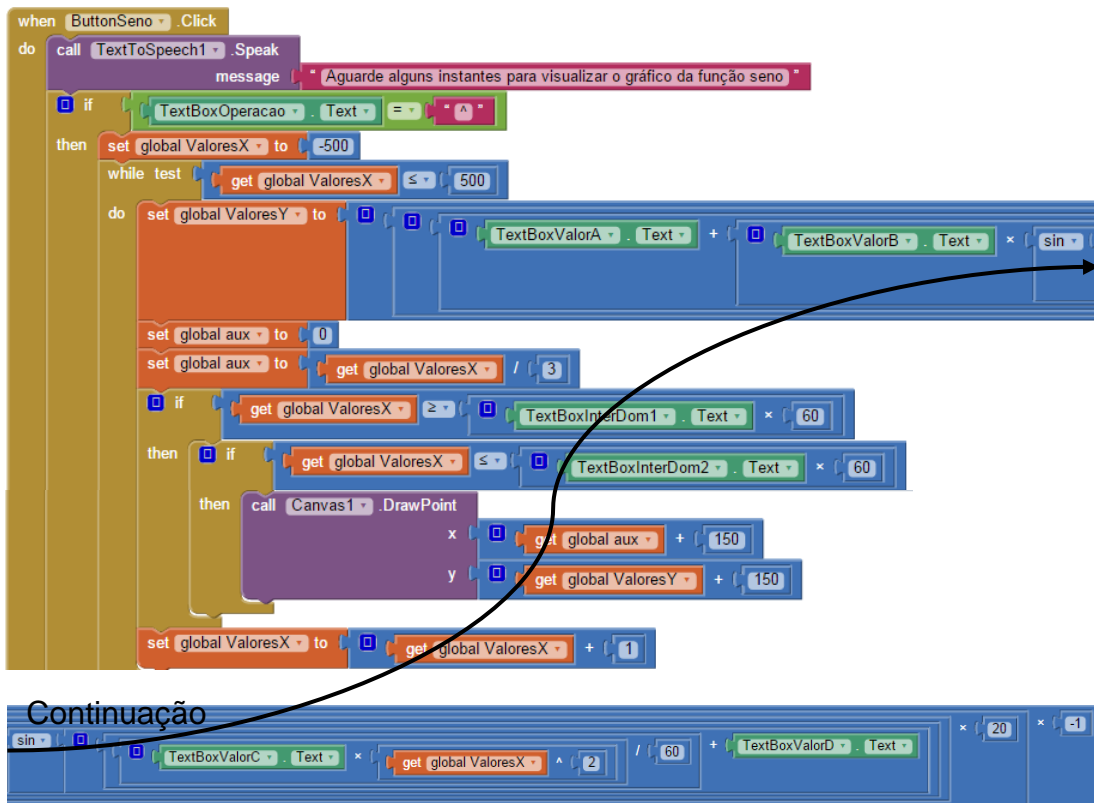 when ButtonSeno .Click
do call TextToSpeech1 .Speak
message " Aguarde alguns instantes para visualizar o gráfico da função seno "
if TextBoxOperacao . Text = " ^ "
then set global ValoresX to -500
while test get global ValoresX ≤ 500
do set global ValoresY to TextBoxValorA . Text + TextBoxValorB . Text × sin
set global aux to 0
set global aux to get global ValoresX / 3
if get global ValoresX ≥ TextBoxInterDom1 . Text × 60
then if get global ValoresX ≤ TextBoxInterDom2 . Text × 60
then call Canvas1 .DrawPoint
x get global aux + 150
y get global ValoresY + 150
set global ValoresX to get global ValoresX + 1
Continuação
sin TextBoxValorC . Text × get global ValoresX ^ 2 / 60 + TextBoxValorD . Text × 20 × -1